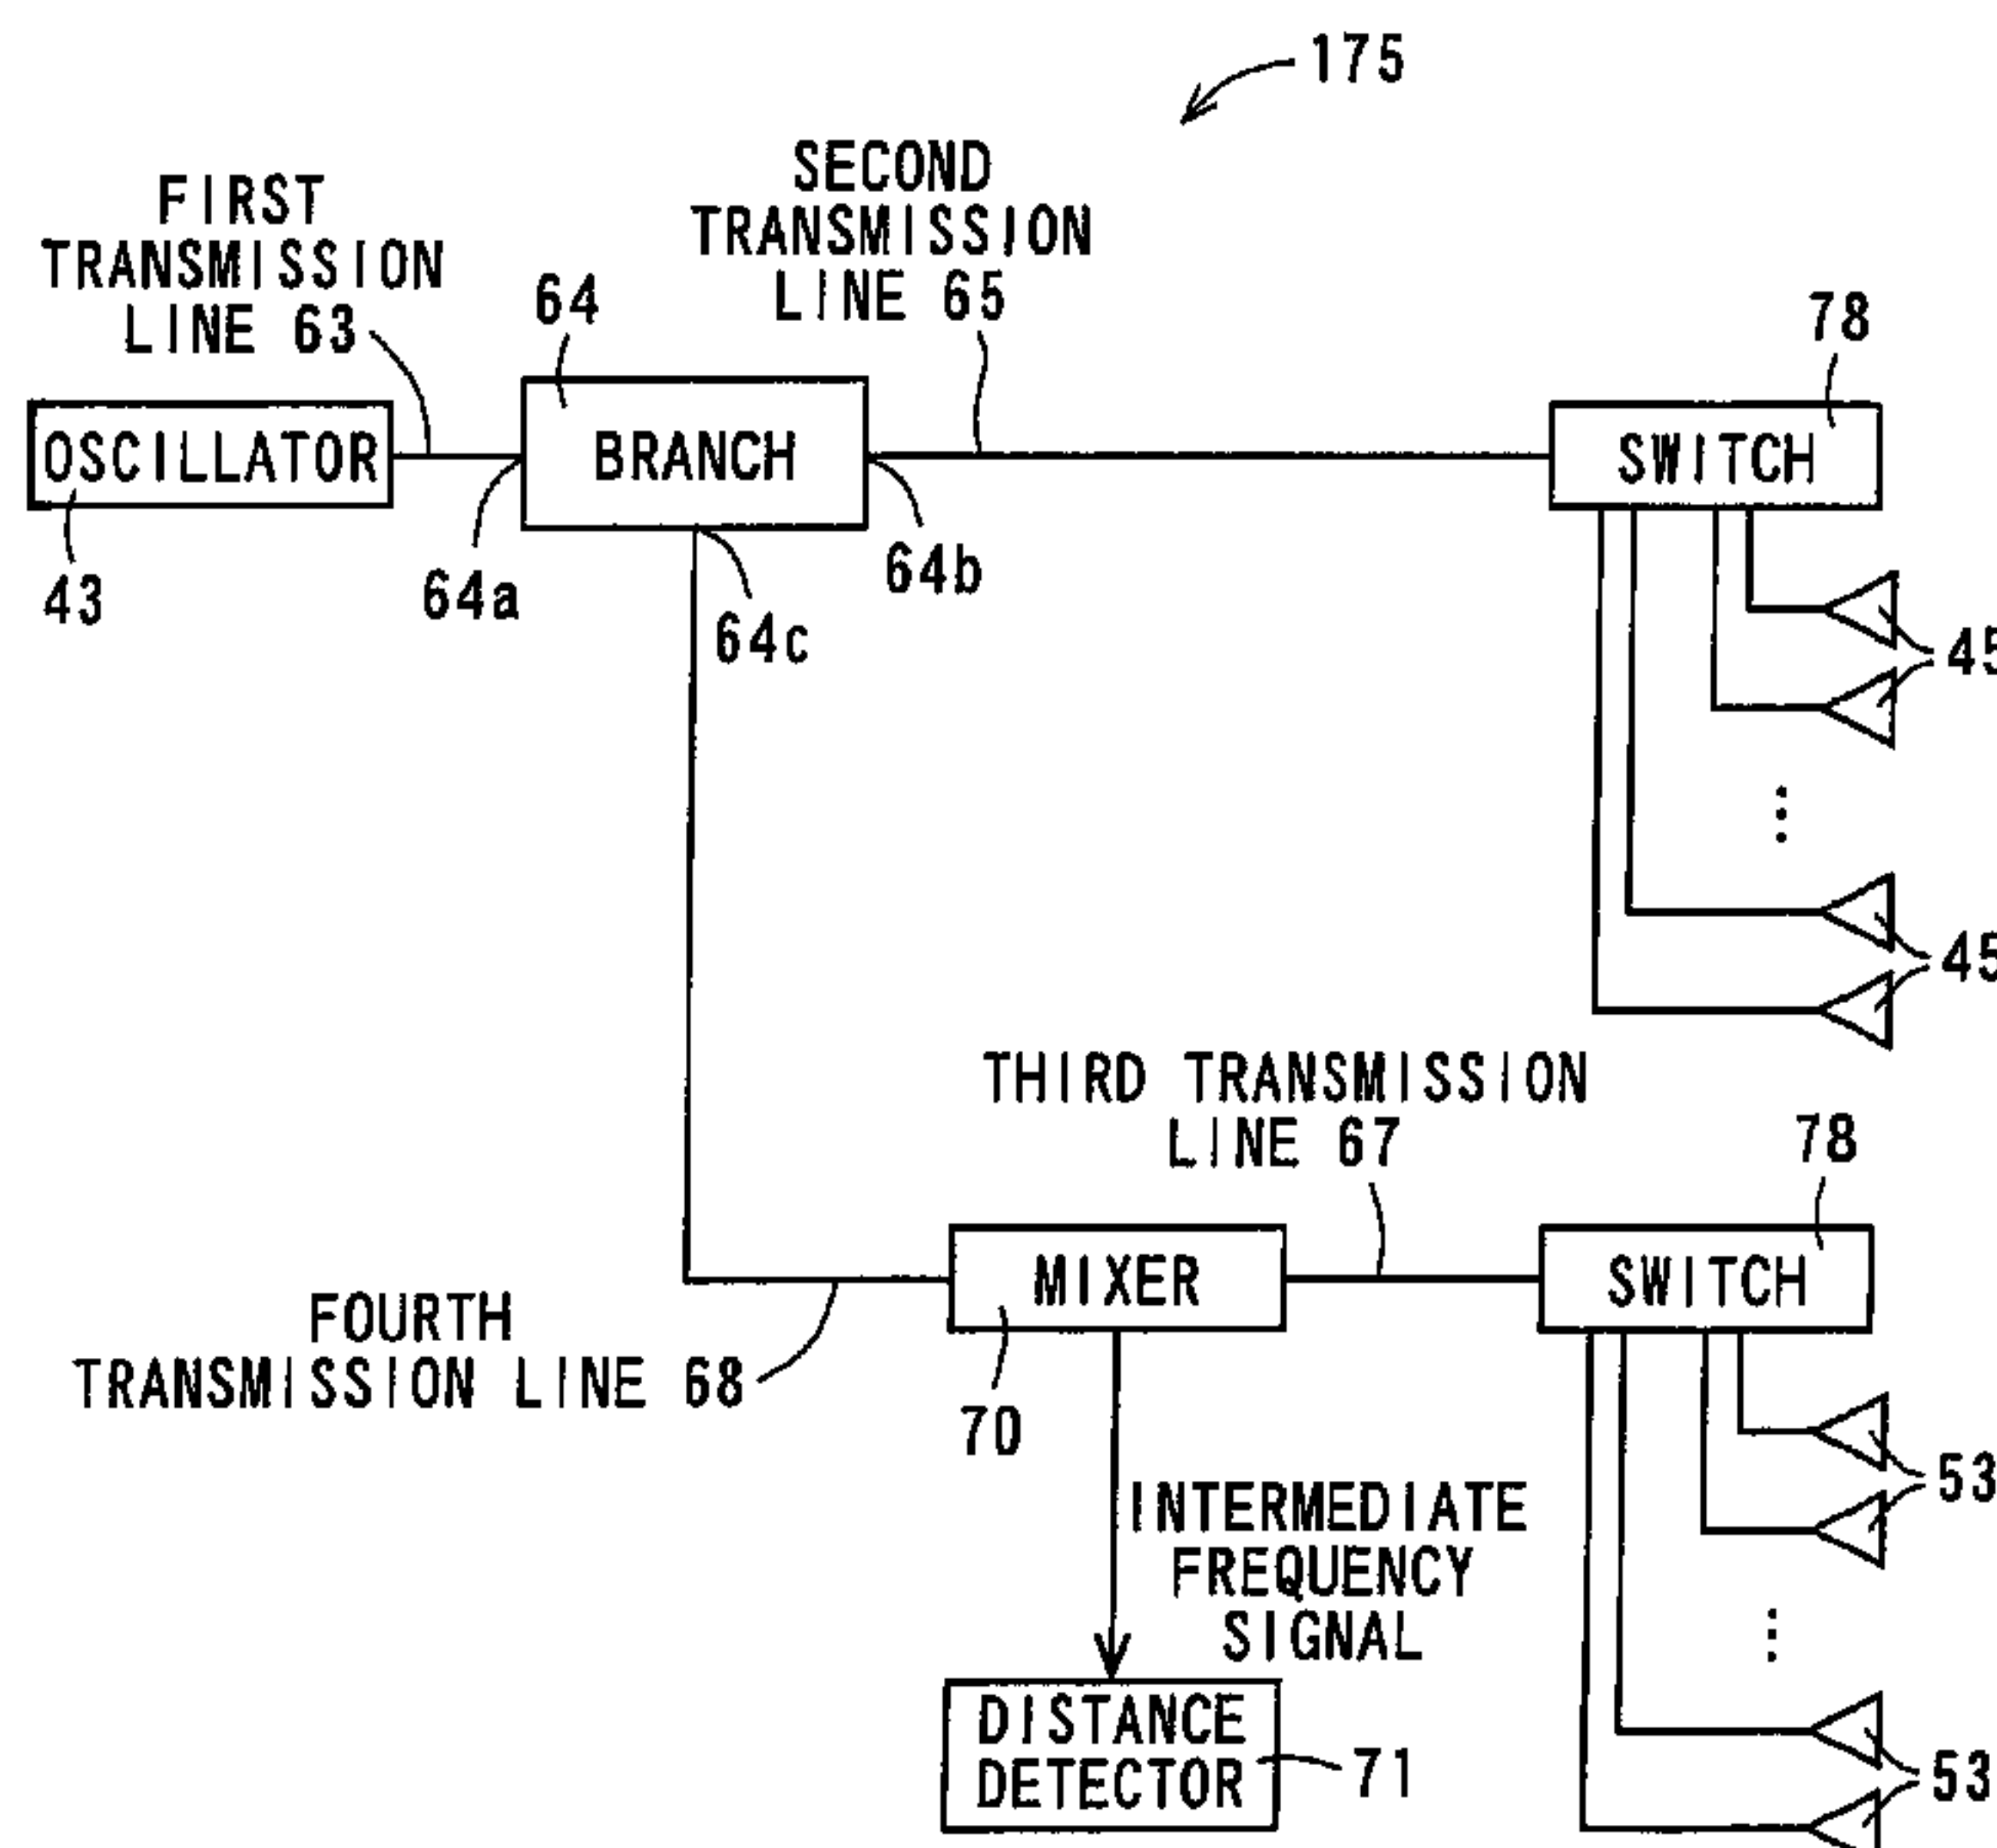 175
FIRST
TRANSMISSION
LINE 63
64
SECOND
TRANSMISSION
LINE 65
78
OSCILLATOR
BRANCH
SWITCH
43
64a
64b
64c
45
45
THIRD TRANSMISSION
LINE 67
78
MIXER
SWITCH
FOURTH
TRANSMISSION LINE 68
70
53
INTERMEDIATE
FREQUENCY
SIGNAL
DISTANCE
DETECTOR
71
53